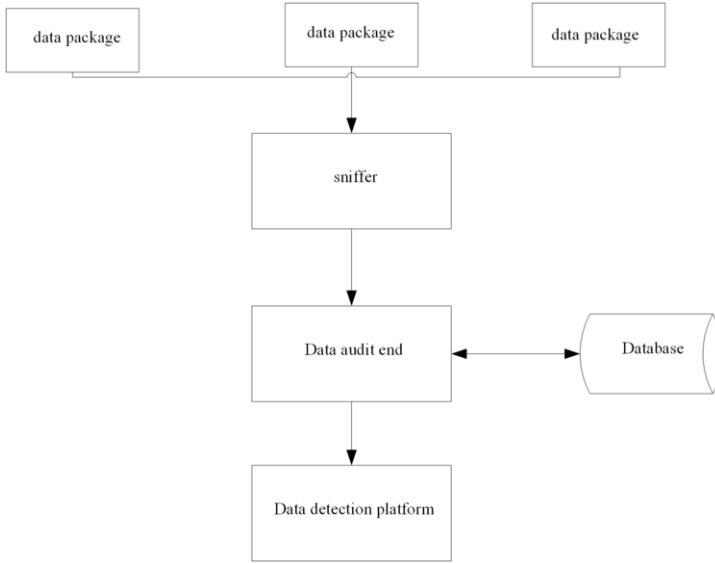 data package
data package
data package
sniffer
Data audit end
Database
Data detection platform